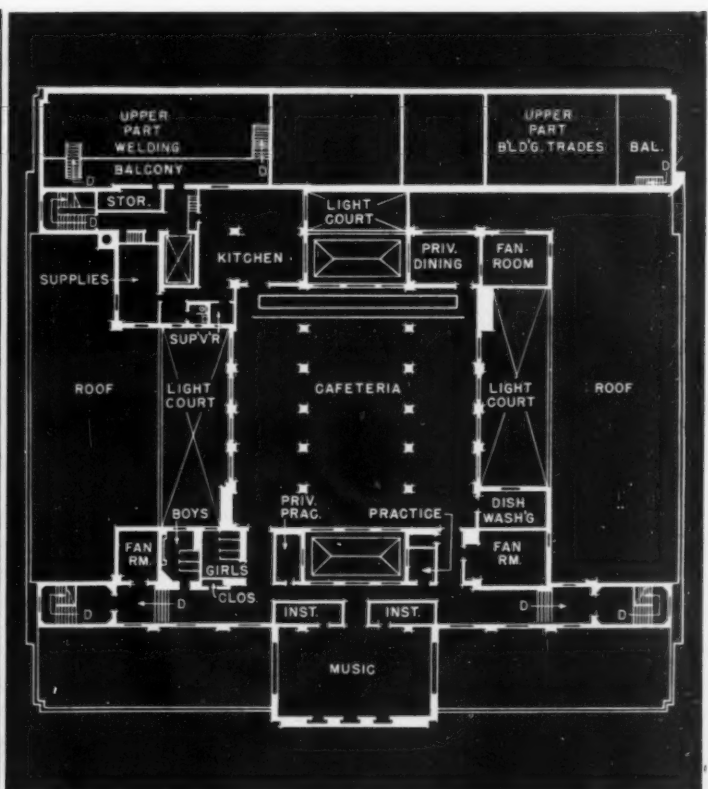 UPPER
PART
WELDING
BALCONY
UPPER
PART
B'LD'G. TRADES
BAL.
D
D
D
D
STOR.
LIGHT
COURT
KITCHEN
PRIV.
DINING
FAN
ROOM
SUPPLIES
SUP'V'R
ROOF
LIGHT
COURT
CAFETERIA
LIGHT
COURT
ROOF
BOYS
PRIV.
PRAC.
PRACTICE
DISH
WASH'G
FAN
RM.
GIRLS
FAN
RM.
CLOS.
D
D
INST.
INST.
D
D
MUSIC